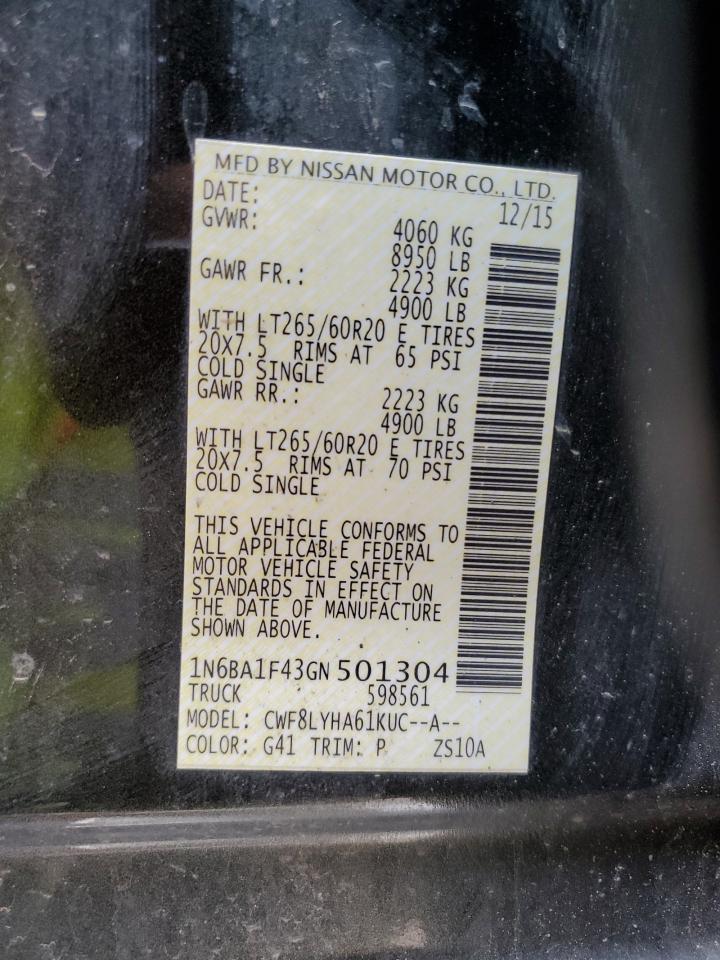 MFD BY NISSAN MOTOR CO., LTD.
DATE: 12/15
GVWR: 4060 KG
8950 LB
GAWR FR.: 2223 KG
4900 LB
WITH LT265/60R20 E TIRES
20X7.5 RIMS AT 65 PSI
COLD SINGLE
GAWR RR.: 2223 KG
4900 LB
WITH LT265/60R20 E TIRES
20X7.5 RIMS AT 70 PSI
COLD SINGLE
THIS VEHICLE CONFORMS TO
ALL APPLICABLE FEDERAL
MOTOR VEHICLE SAFETY
STANDARDS IN EFFECT ON
THE DATE OF MANUFACTURE
SHOWN ABOVE.
1N6BA1F43GN501304
TRUCK 598561
MODEL: CWF8LYHA61KUC--A--
COLOR: G41 TRIM: P ZS10A